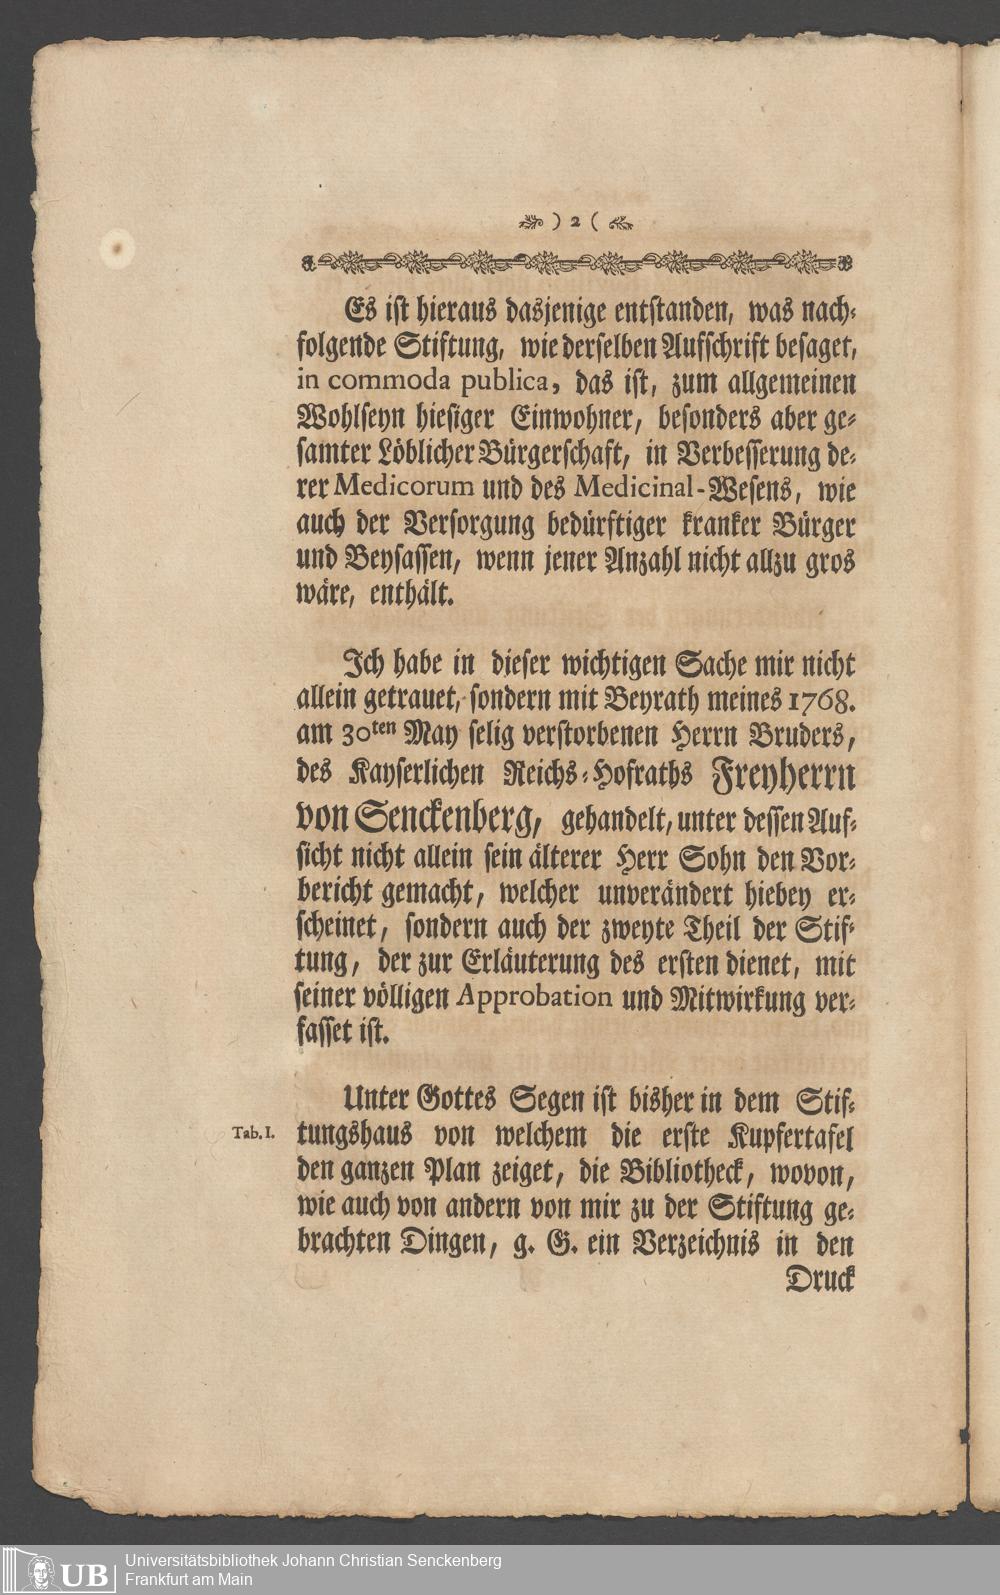 ) 2 (
Es ist hieraus dasjenige entstanden, was nach-
folgende Stiftung, wie derselben Aufschrift besaget,
in commoda publica, das ist, zum allgemeinen
Wohlseyn hiesiger Einwohner, besonders aber ge-
samter Löblicher Bürgerschaft, in Verbesserung de-
rer Medicorum und des Medicinal-Wesens, wie
auch der Versorgung bedürftiger kranker Bürger
und Beysassen, wenn jener Anzahl nicht allzu gros
wäre, enthält.
Ich habe in dieser wichtigen Sache mir nicht
allein getrauet, sondern mit Beyrath meines 1768.
am 30ten May selig verstorbenen Herrn Bruders,
des Kayserlichen Reichs-Hofraths Freyherrn
von Senckenberg, gehandelt, unter dessen Auf-
sicht nicht allein sein älterer Herr Sohn den Vor-
bericht gemacht, welcher unverändert hiebey er-
scheinet, sondern auch der zweyte Theil der Stif-
tung, der zur Erläuterung des ersten dienet, mit
seiner völligen Approbation und Mitwirkung ver-
fasset ist.
Unter Gottes Segen ist bisher in dem Stif-
Tab. I. tungshaus von welchem die erste Kupfertafel
den ganzen Plan zeiget, die Bibliotheck, wovon,
wie auch von andern von mir zu der Stiftung ge-
brachten Dingen, g. G. ein Verzeichnis in den
Druck
UB Universitätsbibliothek Johann Christian Senckenberg
Frankfurt am Main